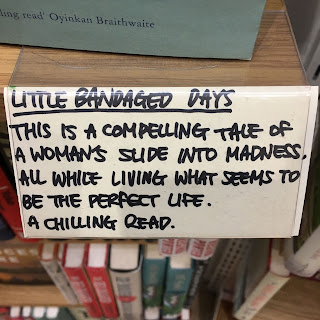 ling read' Oyinkan Braithwaite
LITTLE BANDAGED DAYS
THIS IS A COMPELLING TALE OF
A WOMAN'S SLIDE INTO MADNESS.
ALL WHILE LIVING WHAT SEEMS TO
BE THE PERFECT LIFE.
A CHILLING READ.